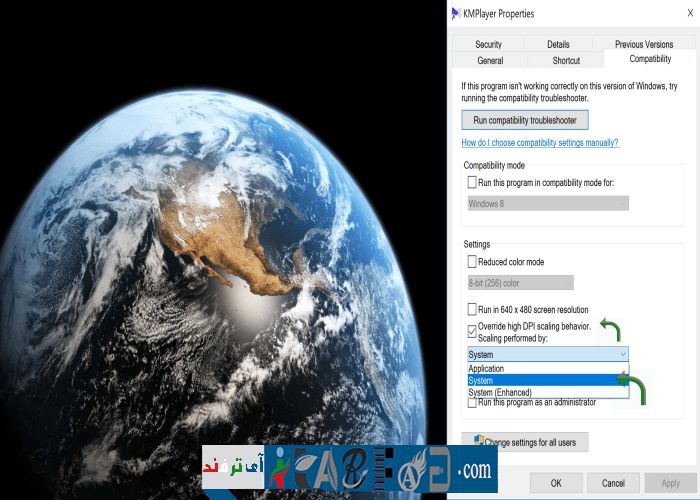 KMPlayer Properties
X
Security Details Previous Versions
General Shortcut Compatibility
If this program isn't working correctly on this version of Windows, try
running the compatibility troubleshooter.
Run compatibility troubleshooter
How do I choose compatibility settings manually?
Compatibility mode
Run this program in compatibility mode for:
Windows 8
Settings
Reduced color mode
8-bit (256) color
Run in 640 x 480 screen resolution
Override high DPI scaling behavior.
Scaling performed by:
System
Application
System
System (Enhanced)
Run this program as an administrator
Change settings for all users
آی ترفند
.com
OK Cancel Apply